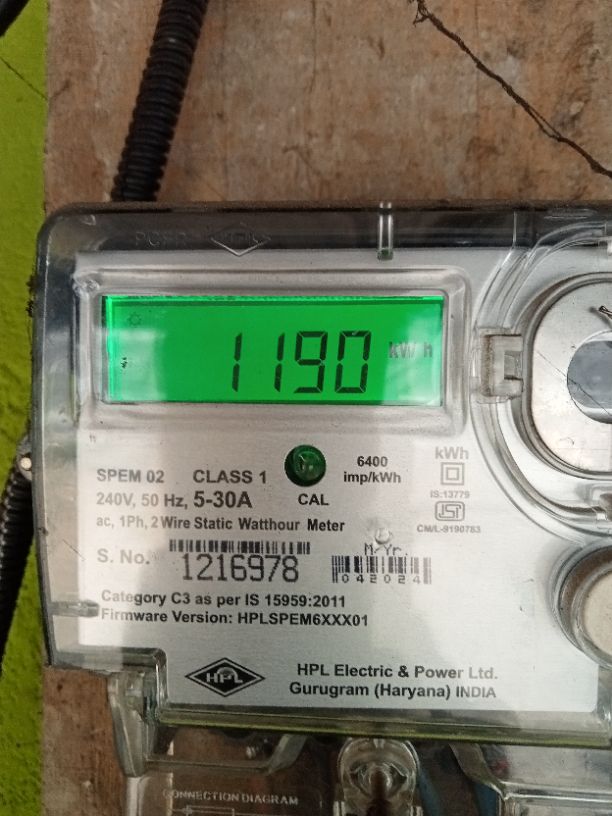 1190 kW h
SPEM 02 CLASS 1
240V, 50 Hz, 5-30A
ac, 1Ph, 2 Wire Static Watthour Meter
CAL
6400
imp/kWh
kWh
IS:13779
ISI
CM/L-9190783
S. No. 1216978
M/Yr.
042024
Category C3 as per IS 15959:2011
Firmware Version: HPLSPEM6XXX01
HPL
HPL Electric & Power Ltd.
Gurugram (Haryana) INDIA
CONNECTION DIAGRAM